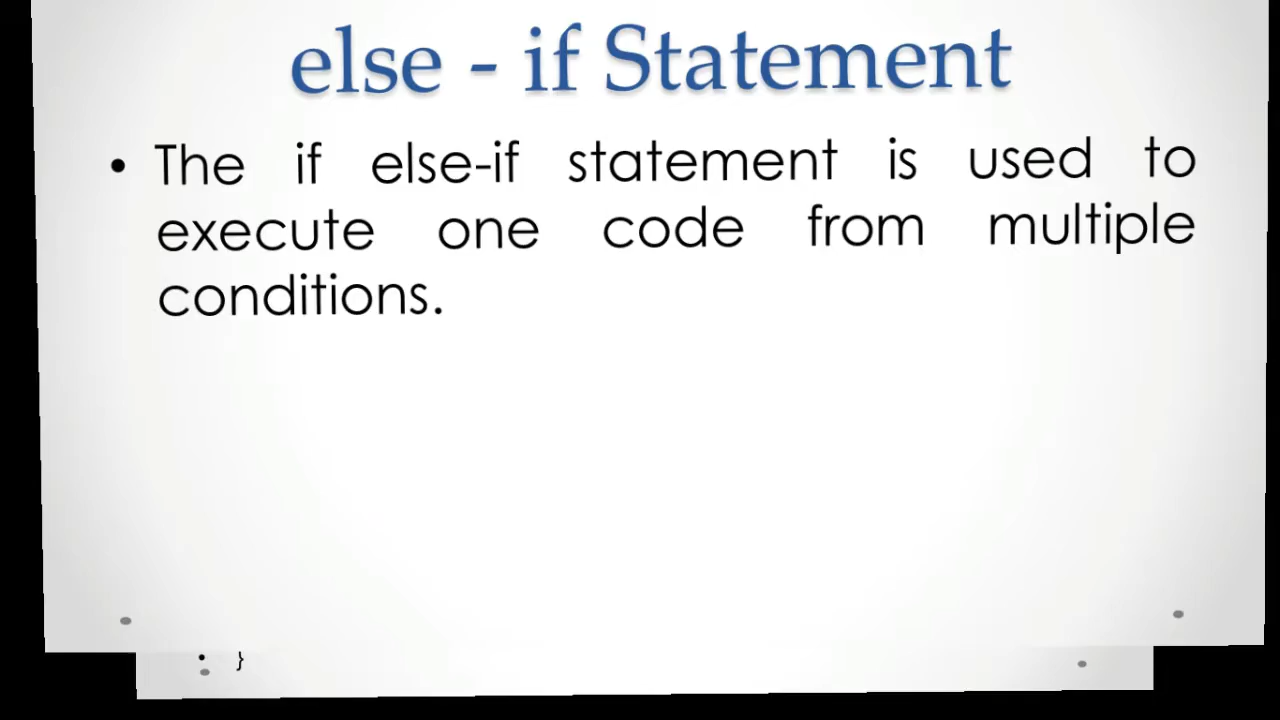 else - if Statement
• The if else-if statement is used to
execute one code from multiple
conditions.
• }